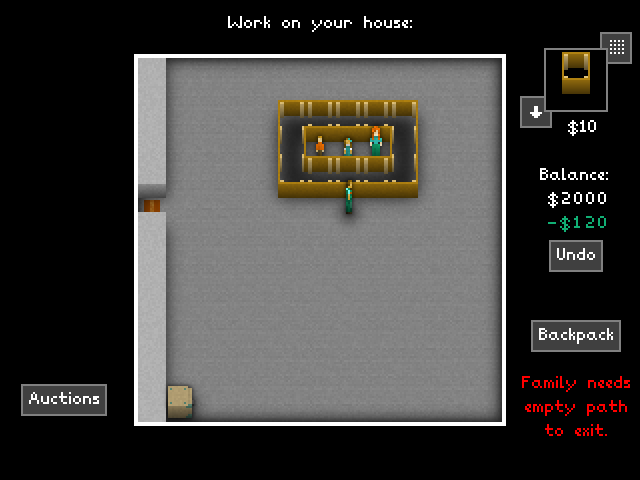 Work on your house:
$10
Balance:
$2000
-$120
Undo
Backpack
Family needs
empty path
to exit.
Auctions